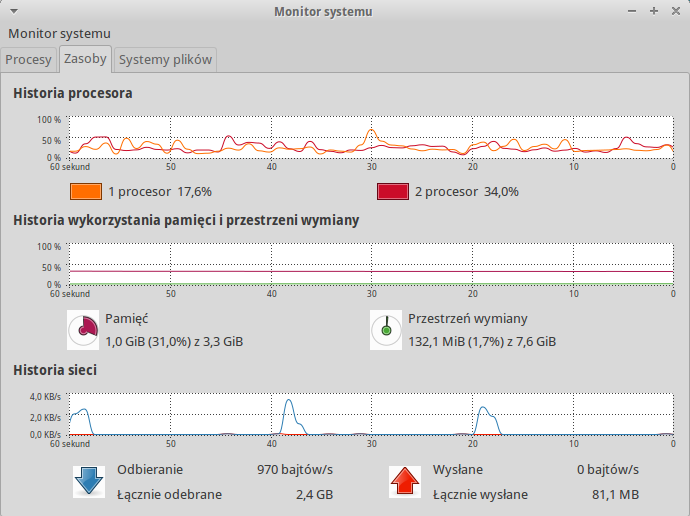 Monitor systemu
Monitor systemu
Procesy Zasoby Systemy plików
Historia procesora
100 %
50 %
0 %
60 sekund 50 40 30 20 10 0
1 procesor 17,6% 2 procesor 34,0%
Historia wykorzystania pamięci i przestrzeni wymiany
100 %
50 %
0 %
60 sekund 50 40 30 20 10 0
Pamięć Przestrzeń wymiany
1,0 GiB (31,0%) z 3,3 GiB 132,1 MiB (1,7%) z 7,6 GiB
Historia sieci
4,0 KB/s
2,0 KB/s
0,0 KB/s
60 sekund 50 40 30 20 10 0
Odbieranie 970 bajtów/s Wysłane 0 bajtów/s
Łącznie odebrane 2,4 GB Łącznie wysłane 81,1 MB